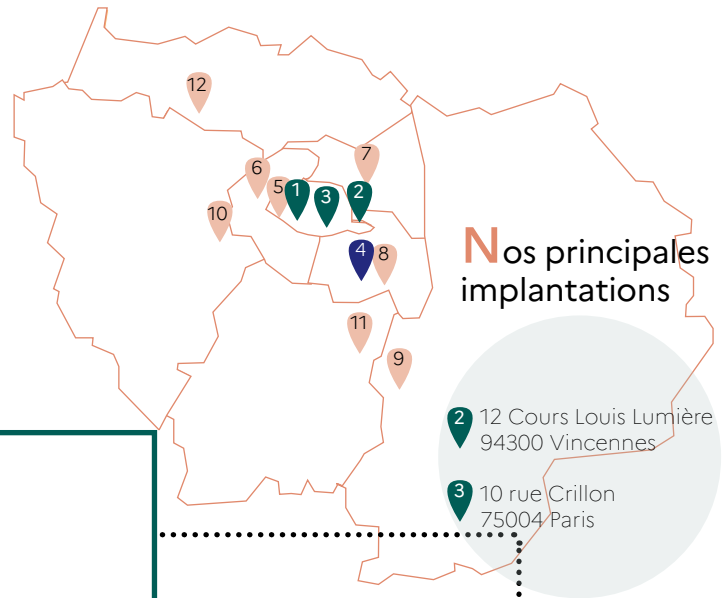 12
7
6
5
1
3
2
10
4
8
Nos principales
implantations
11
9
2
12 Cours Louis Lumière
94300 Vincennes
3
10 rue Crillon
75004 Paris